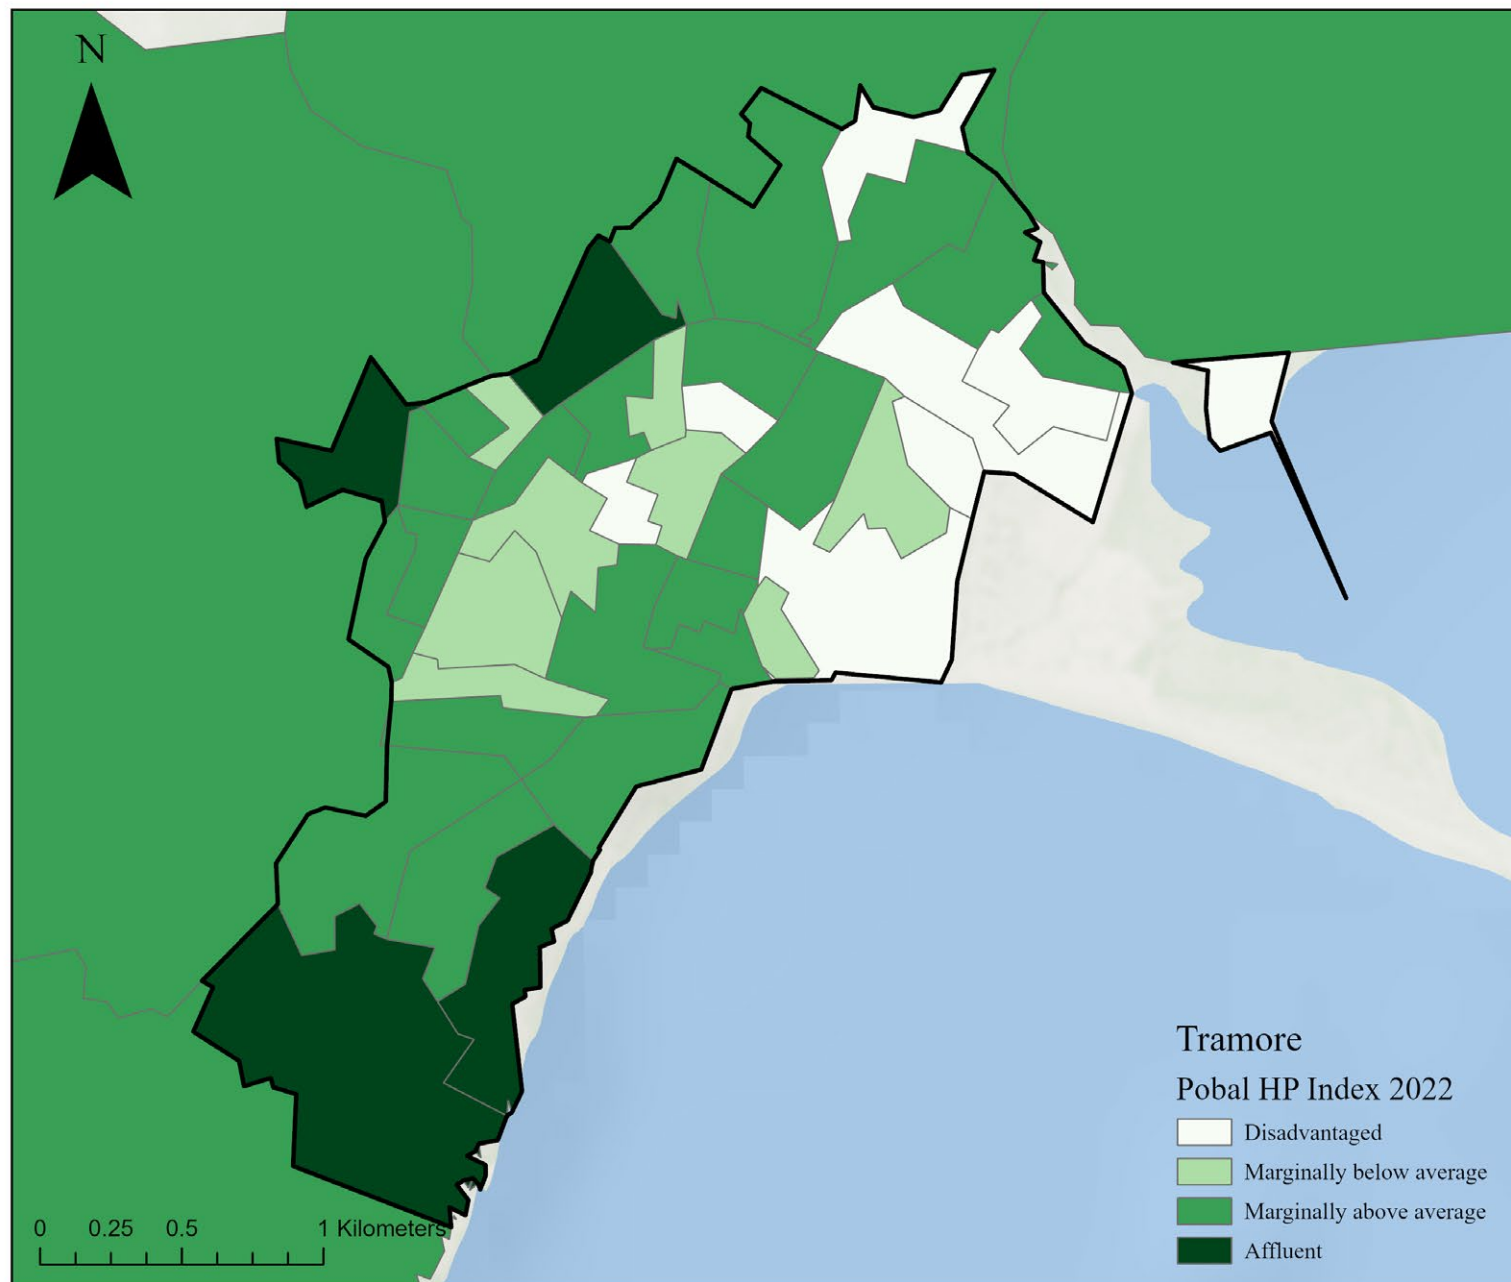 N
Tramore
Pobal HP Index 2022
Disadvantaged
Marginally below average
Marginally above average
Affluent
0 0.25 0.5 1 Kilometers